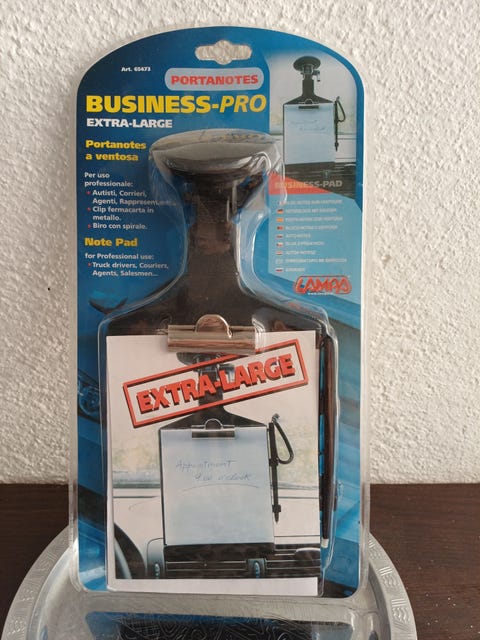 Art. 65473
PORTANOTES
BUSINESS-PRO
EXTRA-LARGE
Portanotes
a ventosa
Per uso
professionale:
• Autisti, Corrieri,
Agenti,
• Clip fermacarta in
metallo.
• Biro con spirale.
Note Pad
for Professional use:
• Truck drivers, Couriers,
Agents, Salesmen...
BUSINESS-PAD
LAMPA
EXTRA-LARGE
Appointment
4.00 o'clock